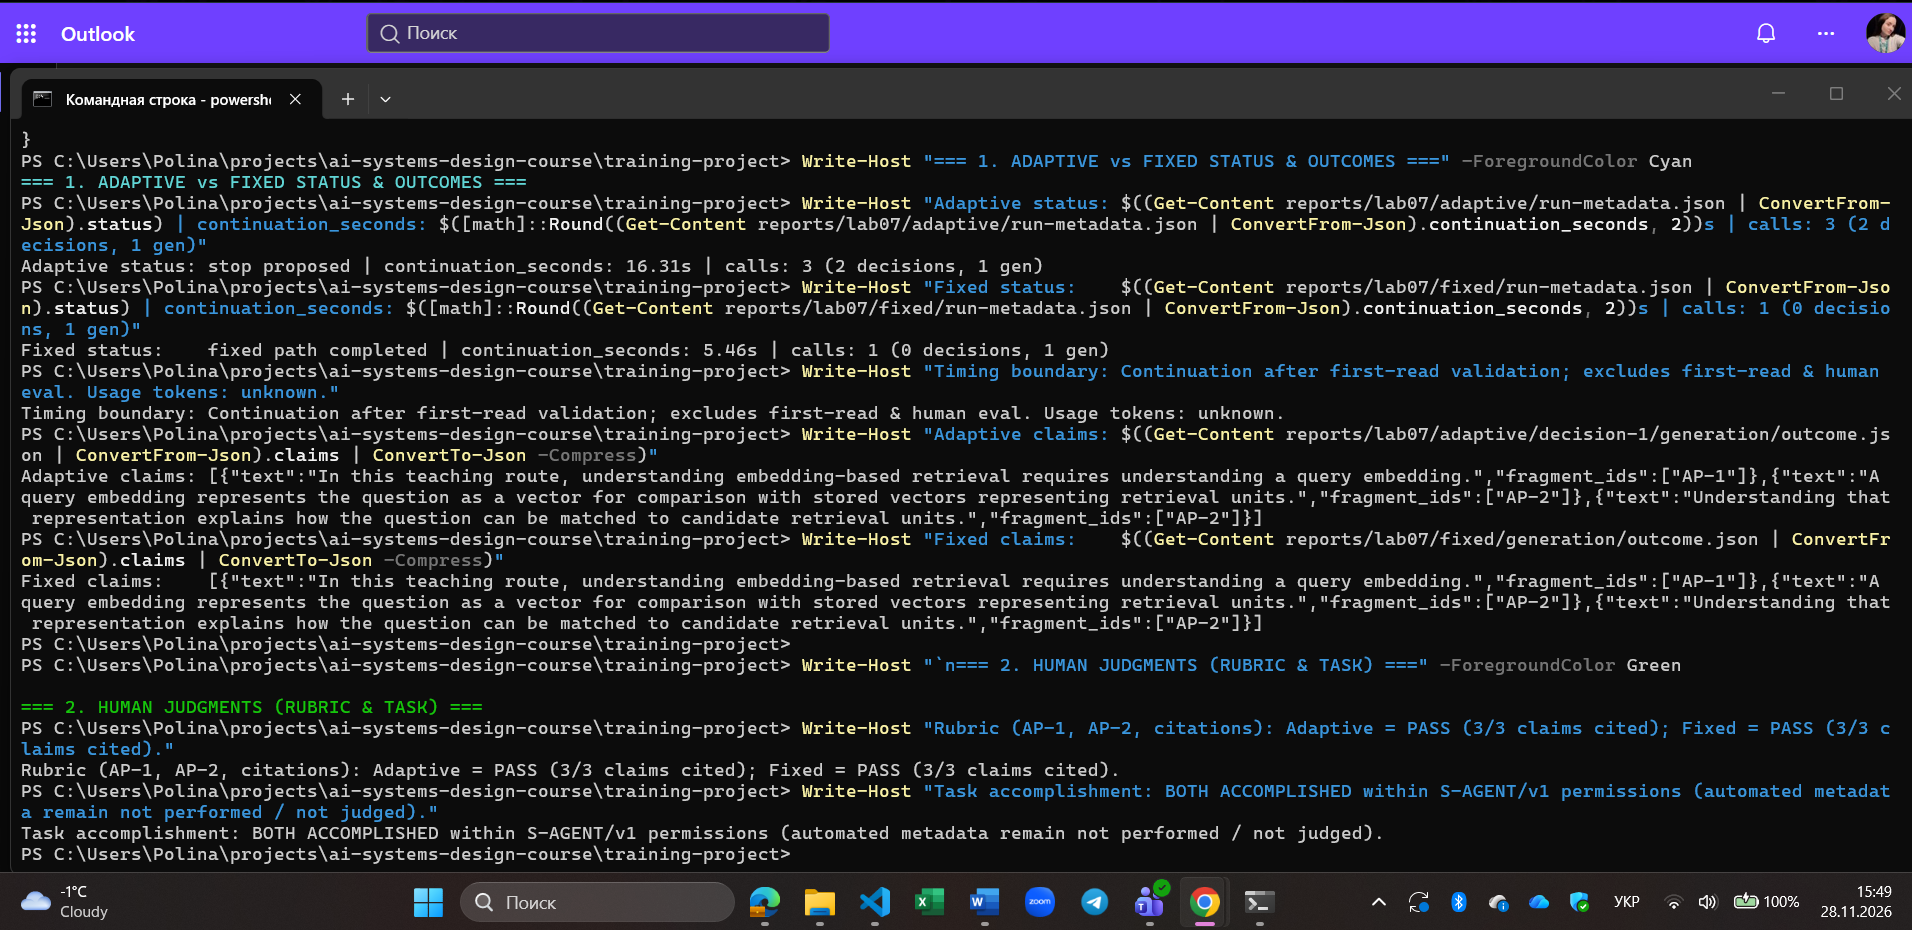 Outlook
Поиск
Командная строка - powersh
}
PS C:\Users\Polina\projects\ai-systems-design-course\training-project> Write-Host "=== 1. ADAPTIVE vs FIXED STATUS & OUTCOMES ===" -ForegroundColor Cyan
=== 1. ADAPTIVE vs FIXED STATUS & OUTCOMES ===
PS C:\Users\Polina\projects\ai-systems-design-course\training-project> Write-Host "Adaptive status: $((Get-Content reports/lab07/adaptive/run-metadata.json | ConvertFrom-
Json).status) | continuation_seconds: $([math]::Round((Get-Content reports/lab07/adaptive/run-metadata.json | ConvertFrom-Json).continuation_seconds, 2))s | calls: 3 (2 d
ecisions, 1 gen)"
Adaptive status: stop proposed | continuation_seconds: 16.31s | calls: 3 (2 decisions, 1 gen)
PS C:\Users\Polina\projects\ai-systems-design-course\training-project> Write-Host "Fixed status:    $((Get-Content reports/lab07/fixed/run-metadata.json | ConvertFrom-Jso
n).status) | continuation_seconds: $([math]::Round((Get-Content reports/lab07/fixed/run-metadata.json | ConvertFrom-Json).continuation_seconds, 2))s | calls: 1 (0 decisio
ns, 1 gen)"
Fixed status:    fixed path completed | continuation_seconds: 5.46s | calls: 1 (0 decisions, 1 gen)
PS C:\Users\Polina\projects\ai-systems-design-course\training-project> Write-Host "Timing boundary: Continuation after first-read validation; excludes first-read & human
eval. Usage tokens: unknown."
Timing boundary: Continuation after first-read validation; excludes first-read & human eval. Usage tokens: unknown.
PS C:\Users\Polina\projects\ai-systems-design-course\training-project> Write-Host "Adaptive claims: $((Get-Content reports/lab07/adaptive/decision-1/generation/outcome.js
on | ConvertFrom-Json).claims | ConvertTo-Json -Compress)"
Adaptive claims: [{"text":"In this teaching route, understanding embedding-based retrieval requires understanding a query embedding.","fragment_ids":["AP-1"]},{"text":"A
query embedding represents the question as a vector for comparison with stored vectors representing retrieval units.","fragment_ids":["AP-2"]},{"text":"Understanding that
representation explains how the question can be matched to candidate retrieval units.","fragment_ids":["AP-2"]}]
PS C:\Users\Polina\projects\ai-systems-design-course\training-project> Write-Host "Fixed claims:    $((Get-Content reports/lab07/fixed/generation/outcome.json | ConvertFr
om-Json).claims | ConvertTo-Json -Compress)"
Fixed claims:    [{"text":"In this teaching route, understanding embedding-based retrieval requires understanding a query embedding.","fragment_ids":["AP-1"]},{"text":"A
query embedding represents the question as a vector for comparison with stored vectors representing retrieval units.","fragment_ids":["AP-2"]},{"text":"Understanding that
representation explains how the question can be matched to candidate retrieval units.","fragment_ids":["AP-2"]}]
PS C:\Users\Polina\projects\ai-systems-design-course\training-project>
PS C:\Users\Polina\projects\ai-systems-design-course\training-project> Write-Host "`n=== 2. HUMAN JUDGMENTS (RUBRIC & TASK) ===" -ForegroundColor Green
=== 2. HUMAN JUDGMENTS (RUBRIC & TASK) ===
PS C:\Users\Polina\projects\ai-systems-design-course\training-project> Write-Host "Rubric (AP-1, AP-2, citations): Adaptive = PASS (3/3 claims cited); Fixed = PASS (3/3 c
laims cited)."
Rubric (AP-1, AP-2, citations): Adaptive = PASS (3/3 claims cited); Fixed = PASS (3/3 claims cited).
PS C:\Users\Polina\projects\ai-systems-design-course\training-project> Write-Host "Task accomplishment: BOTH ACCOMPLISHED within S-AGENT/v1 permissions (automated metadat
a remain not performed / not judged)."
Task accomplishment: BOTH ACCOMPLISHED within S-AGENT/v1 permissions (automated metadata remain not performed / not judged).
PS C:\Users\Polina\projects\ai-systems-design-course\training-project>
-1°C
Cloudy
Поиск
zoom
УКР
100%
15:49
28.11.2026